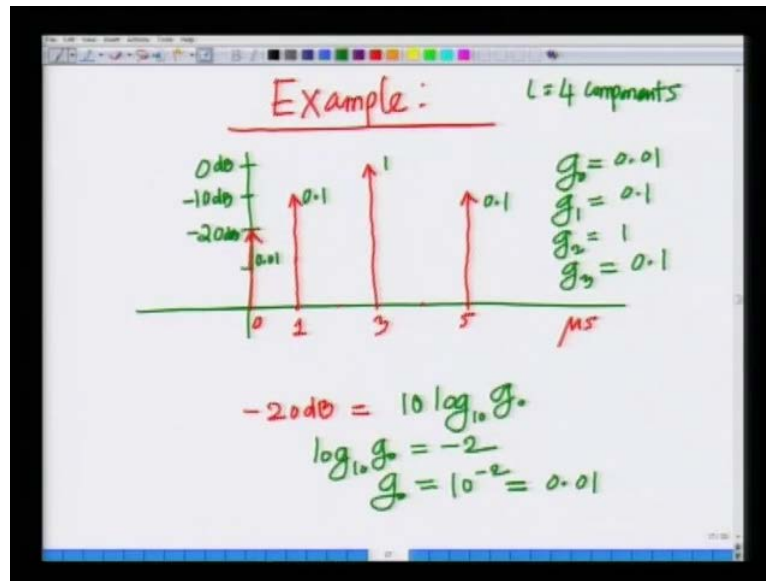 Example:
L = 4 components
0dB
-10dB
-20dB
0.01
0.1
1
0.1
g₀ = 0.01
g₁ = 0.1
g₂ = 1
g₃ = 0.1
0 1 3 5 μs
-20dB = 10 log₁₀ g₀
log₁₀ g₀ = -2
g₀ = 10⁻² = 0.01